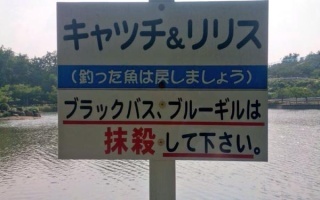 キャツチ&リリス
(釣った魚は戻しましょう)
ブラックバス、ブルーギルは
抹殺して下さい。